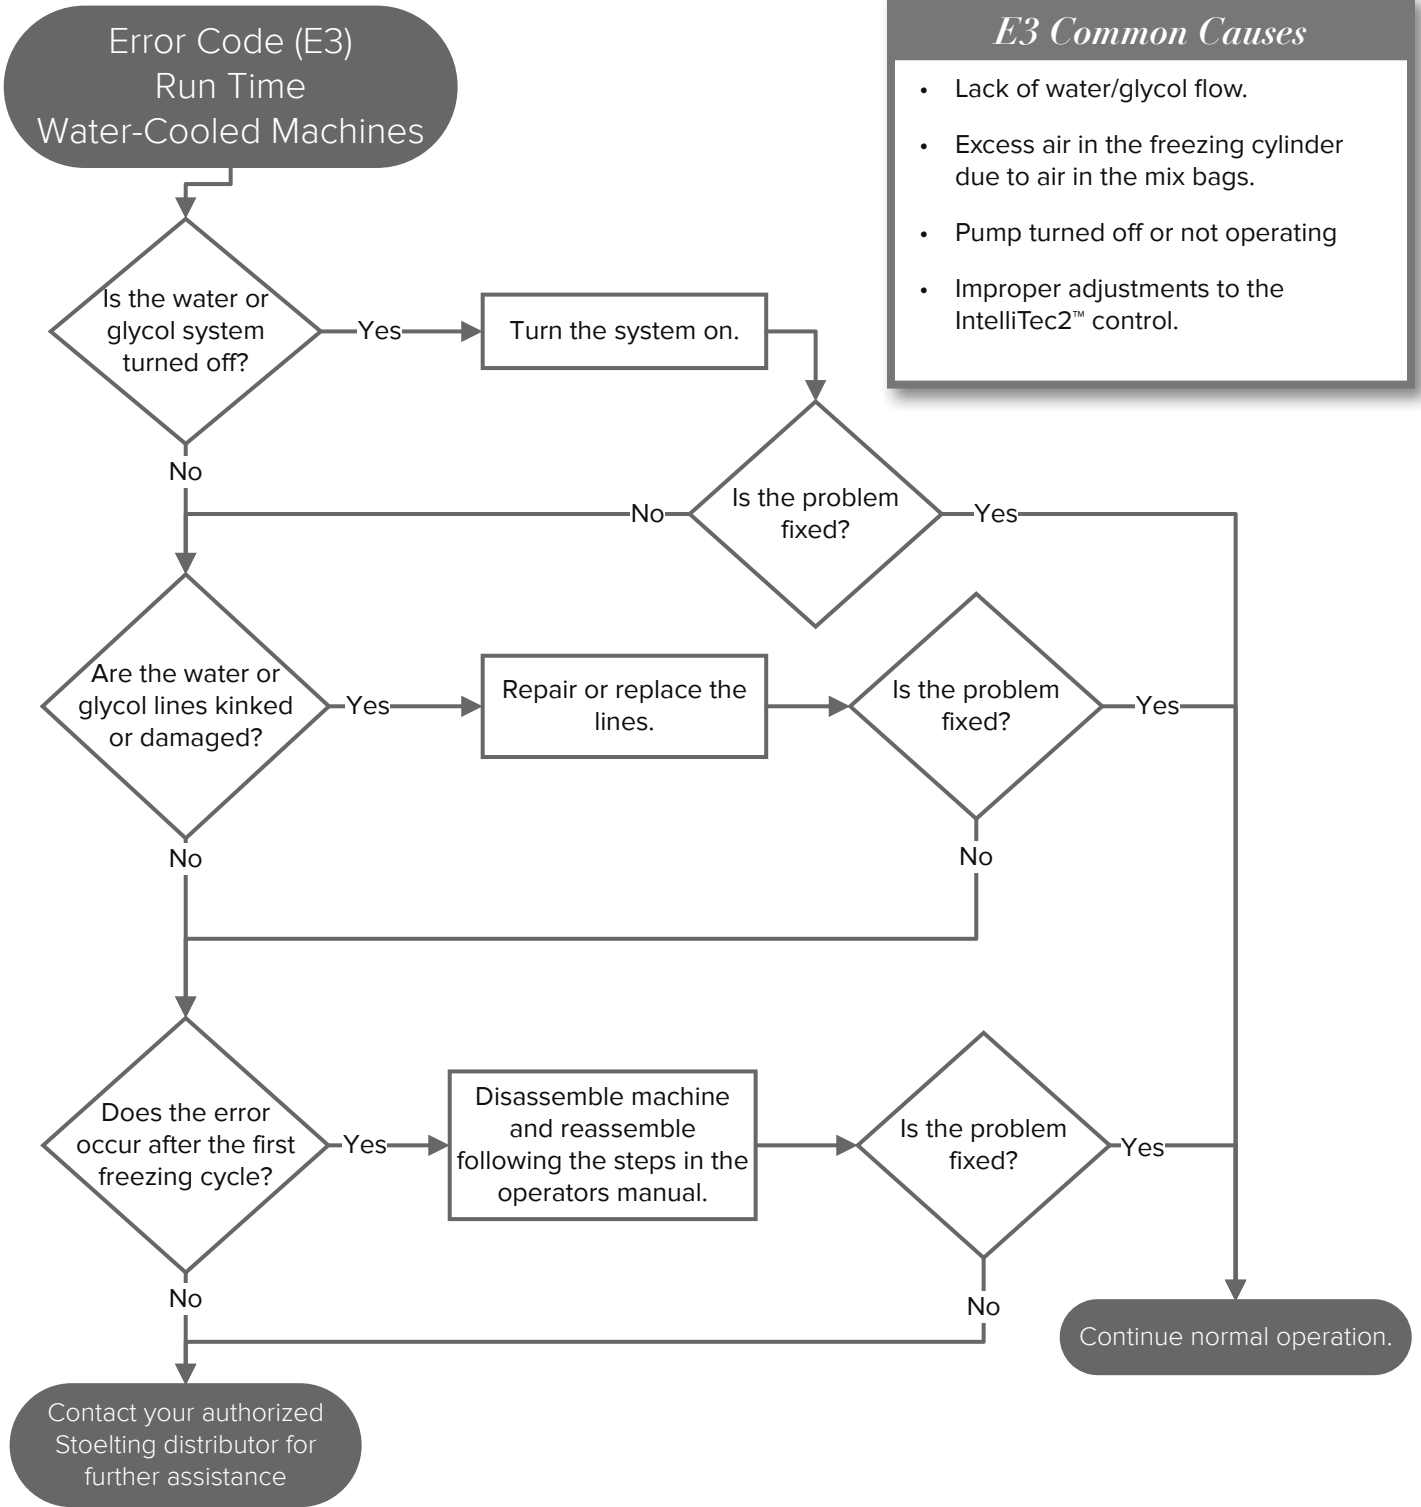 Error Code (E3)
Run Time
Water-Cooled Machines
E3 Common Causes
• Lack of water/glycol flow.
• Excess air in the freezing cylinder
due to air in the mix bags.
• Pump turned off or not operating
• Improper adjustments to the
IntelliTec2™ control.
Is the water or
glycol system
turned off?
Yes
Turn the system on.
No
Is the problem
fixed?
No
Yes
Are the water or
glycol lines kinked
or damaged?
Yes
Repair or replace the
lines.
Is the problem
fixed?
Yes
No
No
Does the error
occur after the first
freezing cycle?
Yes
Disassemble machine
and reassemble
following the steps in the
operators manual.
Is the problem
fixed?
Yes
No
No
Continue normal operation.
Contact your authorized
Stoelting distributor for
further assistance